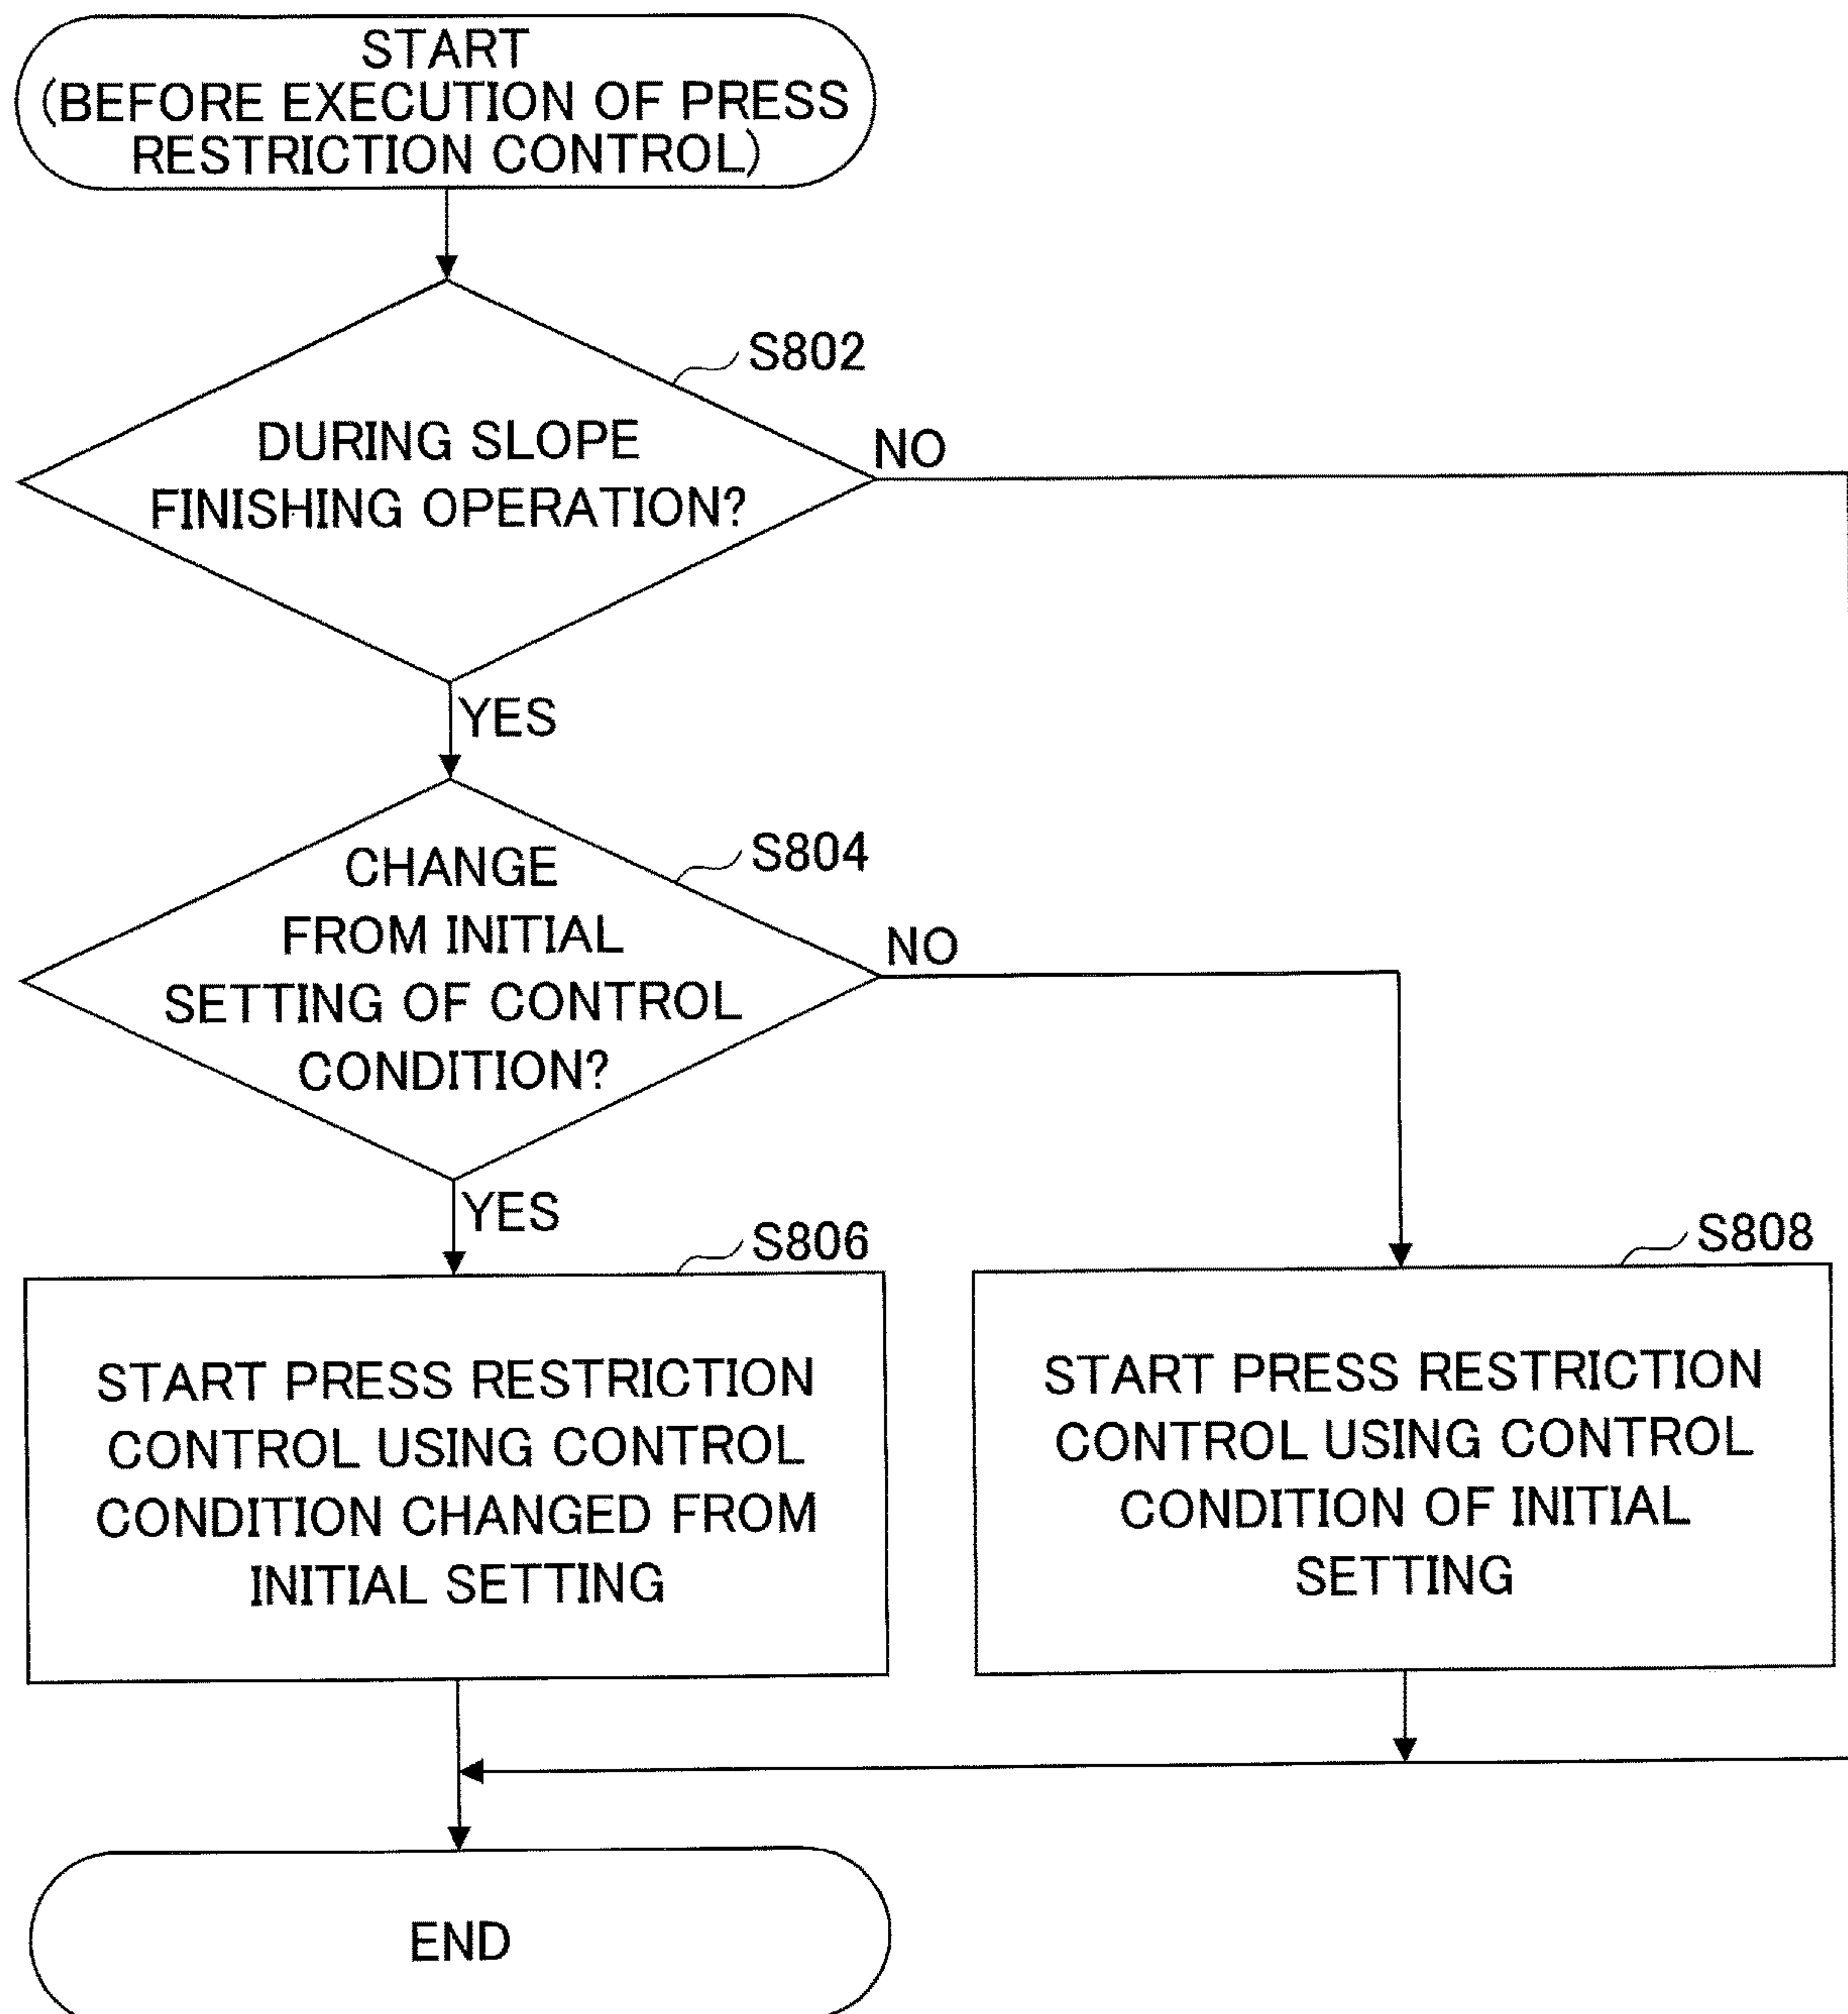 START
(BEFORE EXECUTION OF PRESS
RESTRICTION CONTROL)
S802
DURING SLOPE
FINISHING OPERATION?
NO
YES
S804
CHANGE
FROM INITIAL
SETTING OF CONTROL
CONDITION?
NO
YES
S806
START PRESS RESTRICTION
CONTROL USING CONTROL
CONDITION CHANGED FROM
INITIAL SETTING
S808
START PRESS RESTRICTION
CONTROL USING CONTROL
CONDITION OF INITIAL
SETTING
END